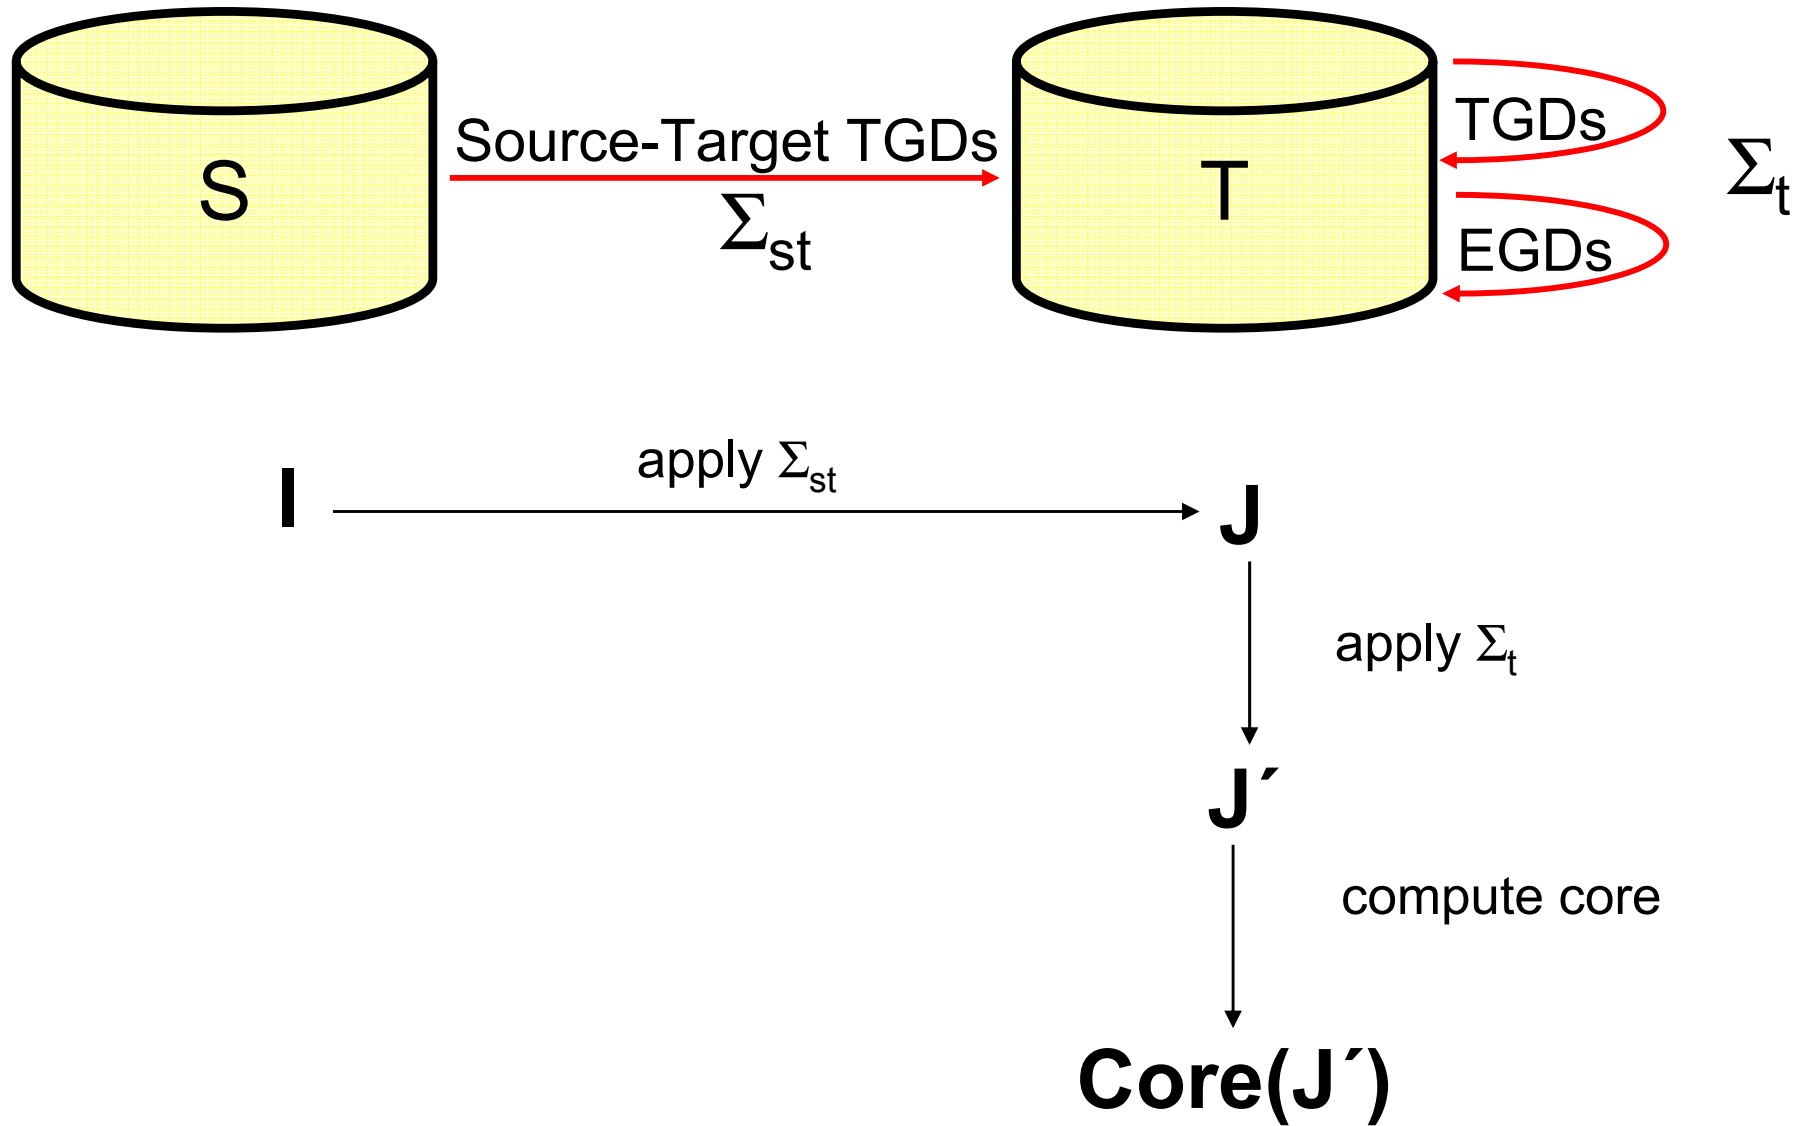 S
Source-Target TGDs
Σst
T
TGDs
EGDs
Σt
I
apply Σst
J
apply Σt
J´
compute core
Core(J´)